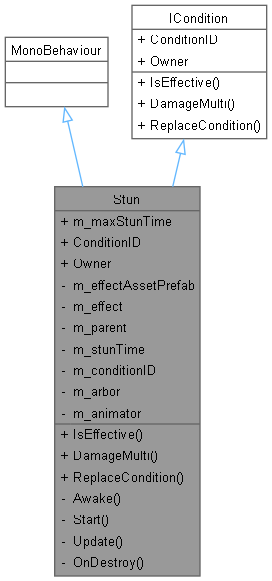 MonoBehaviour
ICondition
+ ConditionID
+ Owner
+ IsEffective()
+ DamageMulti()
+ ReplaceCondition()
Stun
+ m_maxStunTime
+ ConditionID
+ Owner
- m_effectAssetPrefab
- m_effect
- m_parent
- m_stunTime
- m_conditionID
- m_arbor
- m_animator
+ IsEffective()
+ DamageMulti()
+ ReplaceCondition()
- Awake()
- Start()
- Update()
- OnDestroy()